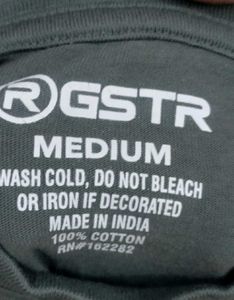 RGSTR
MEDIUM
WASH COLD, DO NOT BLEACH
OR IRON IF DECORATED
MADE IN INDIA
100% COTTON
RN#162282